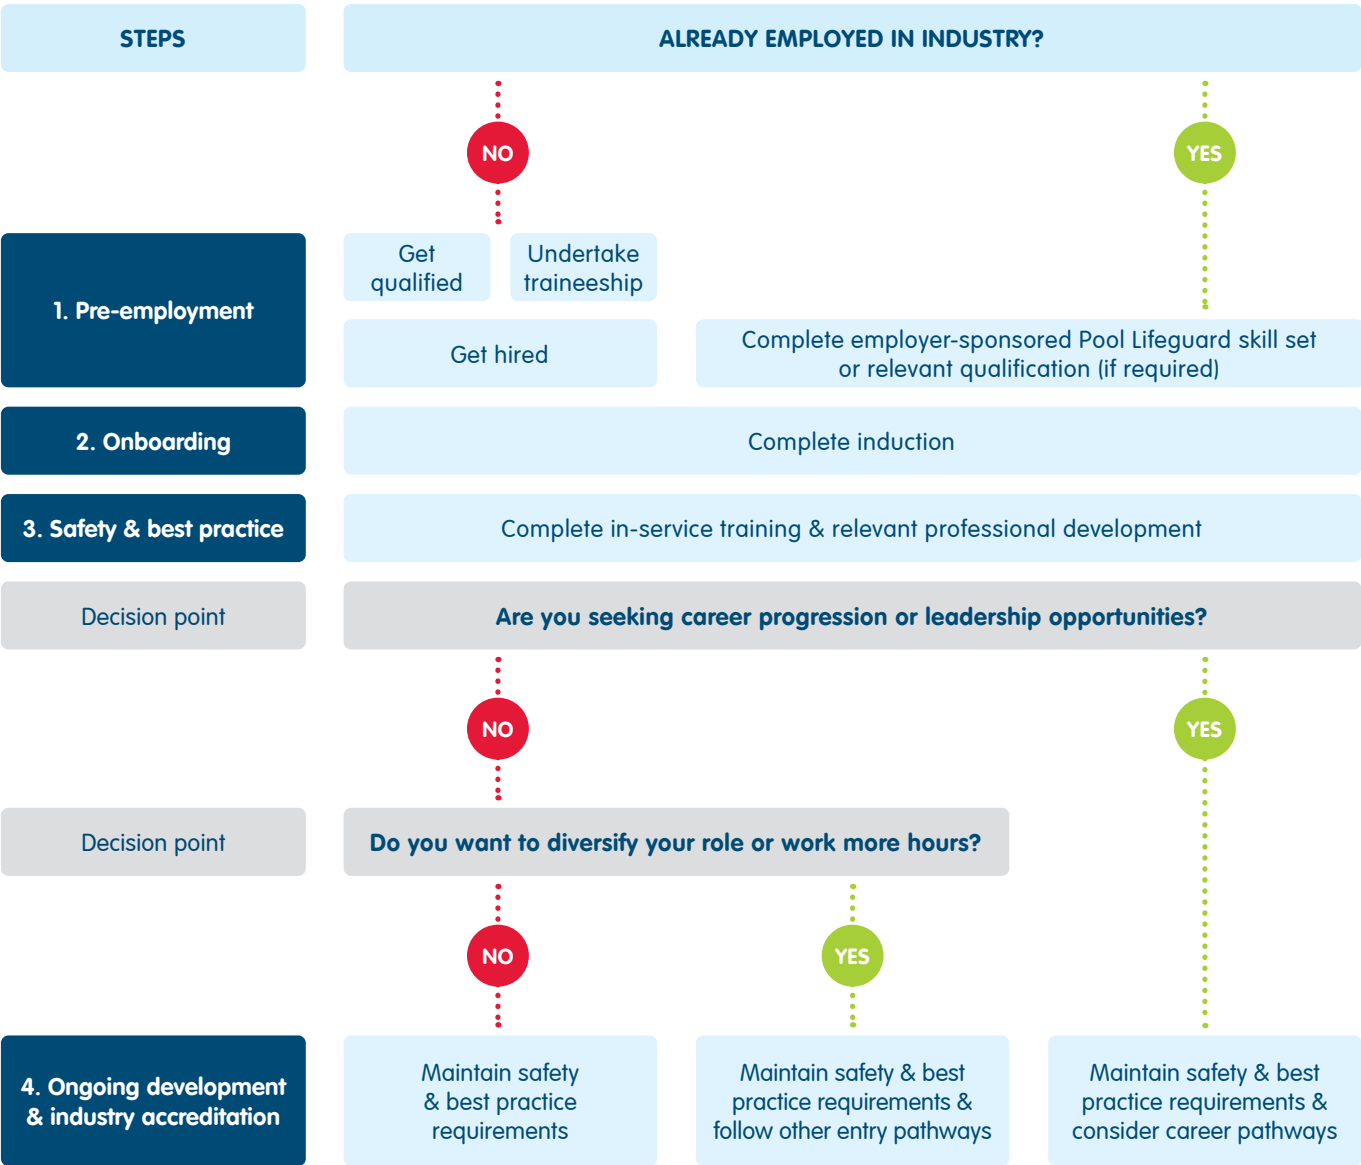 STEPS
ALREADY EMPLOYED IN INDUSTRY?
NO
YES
1. Pre-employment
Get
qualified
Undertake
traineeship
Get hired
Complete employer-sponsored Pool Lifeguard skill set
or relevant qualification (if required)
2. Onboarding
Complete induction
3. Safety & best practice
Complete in-service training & relevant professional development
Decision point
Are you seeking career progression or leadership opportunities?
NO
YES
Decision point
Do you want to diversify your role or work more hours?
NO
YES
4. Ongoing development
& industry accreditation
Maintain safety
& best practice
requirements
Maintain safety & best
practice requirements &
follow other entry pathways
Maintain safety & best
practice requirements &
consider career pathways